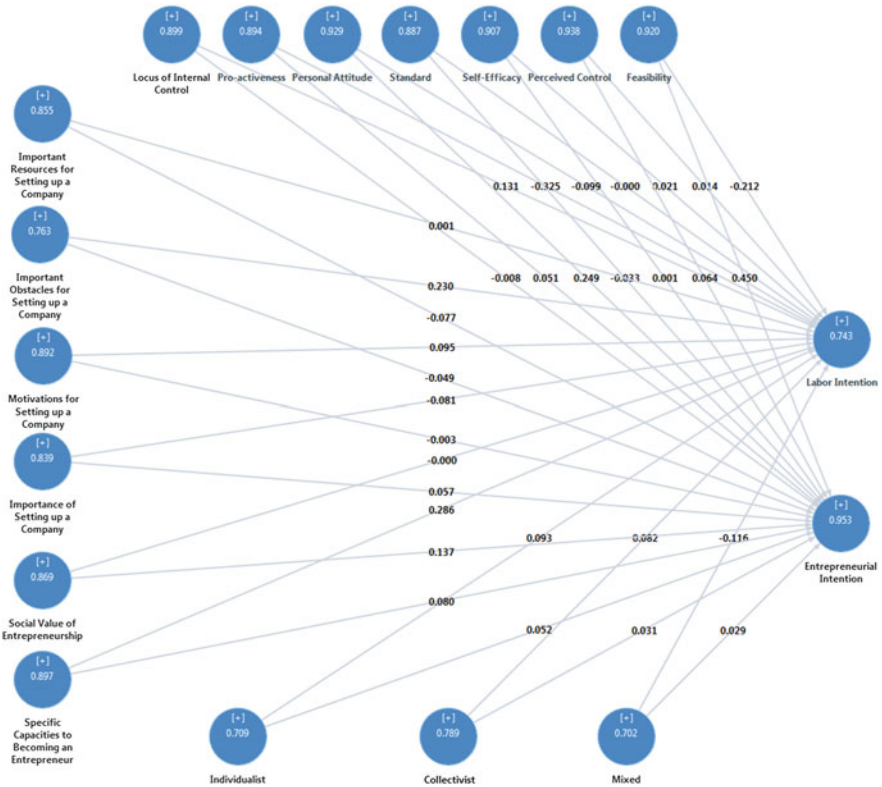 [+] [+] [+] [+] [+] [+] [+]
0.899 0.894 0.929 0.887 0.907 0.938 0.920
Locus of Internal Pro-activeness Personal Attitude Standard Self-Efficacy Perceived Control Feasibility
Control
[+]
0.855
Important
Resources for
Setting up a
Company
0.131 -0.325 -0.099 -0.000 0.021 0.014 -0.212
[+]
0.763
0.001
Important
Obstacles for
Setting up a
Company
-0.008 0.051 0.249 -0.033 0.001 0.064 0.450
0.230
-0.077
[+]
0.892
0.095
[+]
0.743
Labor Intention
-0.049
Motivations for
Setting up a
Company
-0.081
-0.003
[+]
0.839
-0.000
0.057
Importance of
Setting up a
Company
0.286
[+]
0.953
0.093 0.082 -0.116
0.137
Entrepreneurial
Intention
[+]
0.869
0.080
Social Value of
Entrepreneurship
0.052 0.031 0.029
[+]
0.897
Specific
Capacities to
Becoming an
Entrepreneur
[+] [+] [+]
0.709 0.789 0.702
Individualist Collectivist Mixed